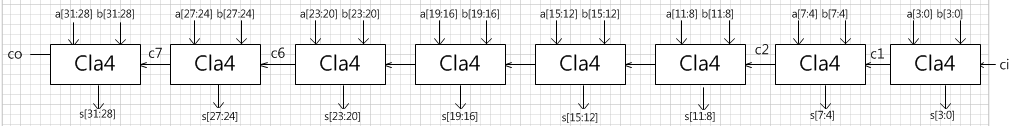 a[31:28] b[31:28] a[27:24] b[27:24] a[23:20] b[23:20] a[19:16] b[19:16] a[15:12] b[15:12] a[11:8] b[11:8] a[7:4] b[7:4] a[3:0] b[3:0]
co Cla4 c7 Cla4 c6 Cla4 Cla4 Cla4 Cla4 c2 Cla4 c1 Cla4 ci
s[31:28] s[27:24] s[23:20] s[19:16] s[15:12] s[11:8] s[7:4] s[3:0]